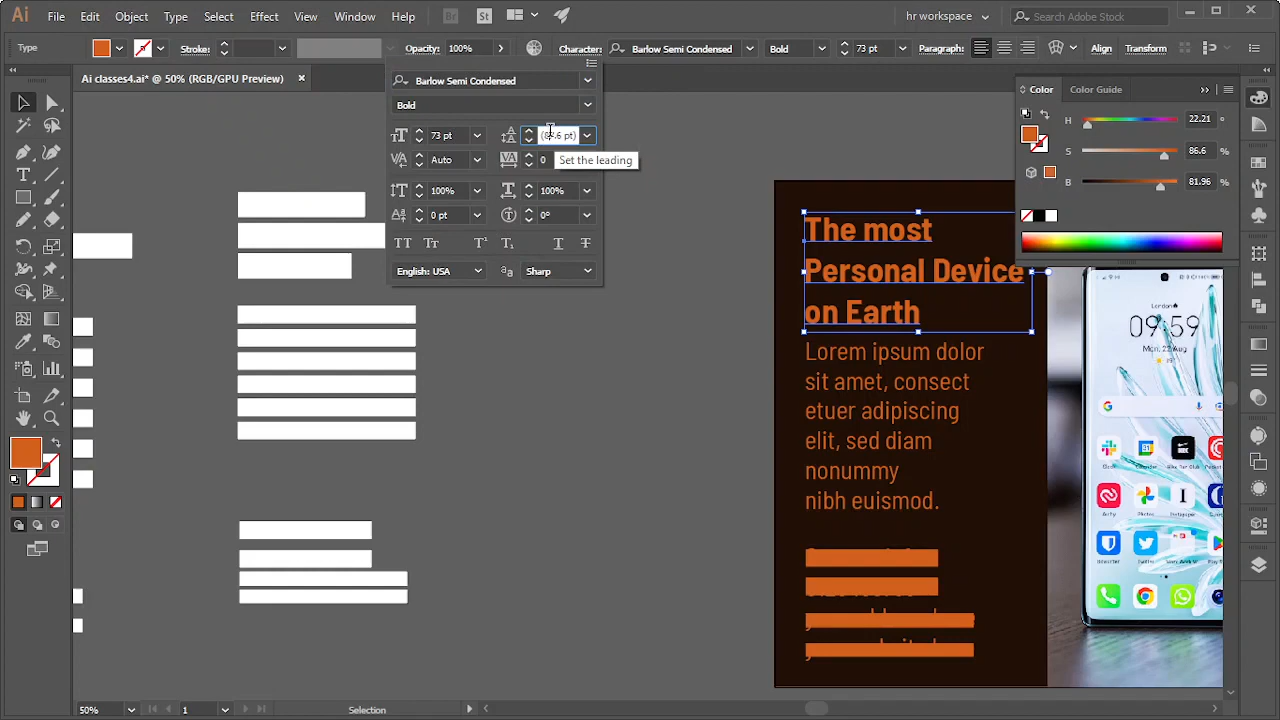 Ai File Edit Object Type Select Effect View Window Help Br St hr workspace Search Adobe Stock
Type Stroke: Opacity: 100% Character: Barlow Semi Condensed Bold 73 pt Paragraph: Align Transform
Ai classes4.ai* @ 50% (RGB/GPU Preview)
Barlow Semi Condensed
Bold
73 pt
Auto 0
Set the leading
100% 100%
0 pt 0°
English: USA Sharp
Color Color Guide
H 22.21 °
S 86.6 %
B 81.96 %
The most
Personal Device
on Earth
Lorem ipsum dolor
sit amet, consect
etuer adipiscing
elit, sed diam
nonummy
nibh euismod.
London
09:59
50% 1 Selection